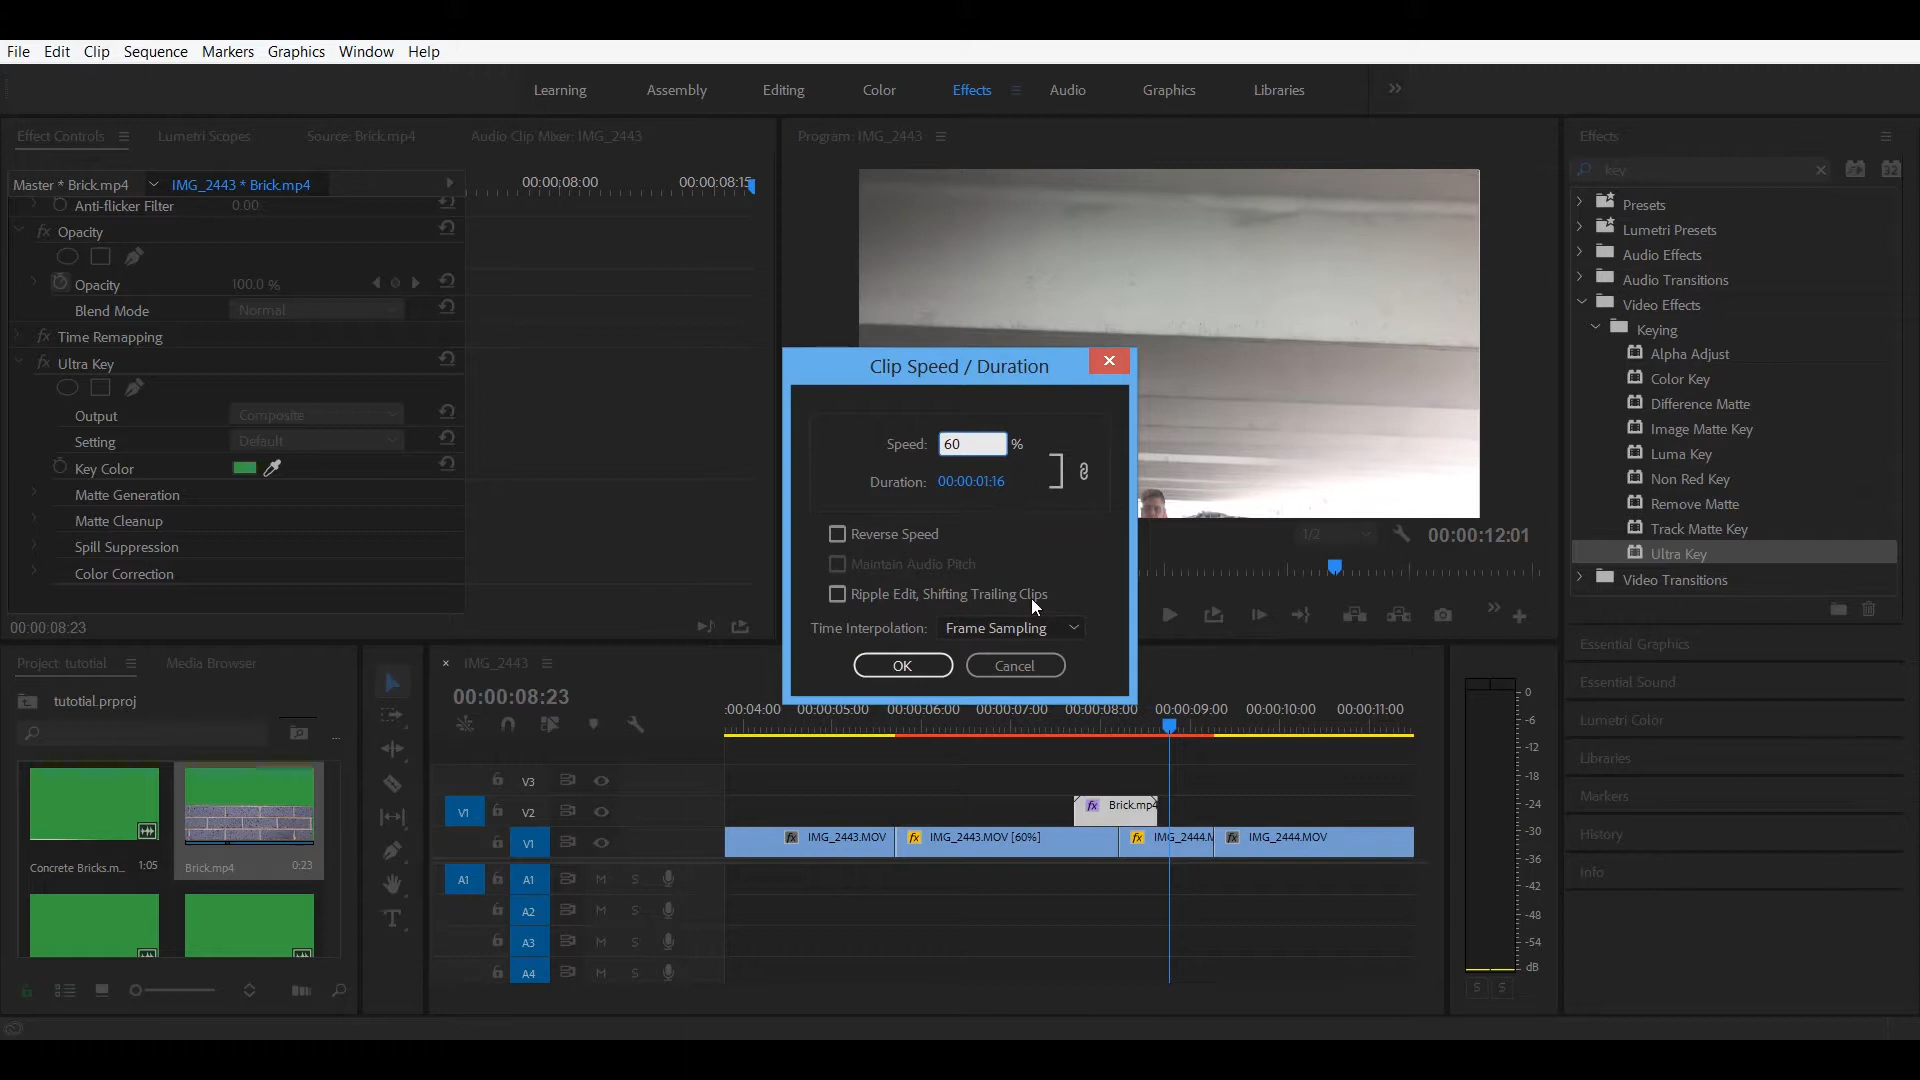 File Edit Clip Sequence Markers Graphics Window Help
Learning Assembly Editing Color Effects Audio Graphics Libraries
Effect Controls Lumetri Scopes Source: Brick.mp4 Audio Clip Mixer: IMG_2443
Master * Brick.mp4 IMG_2443 * Brick.mp4
00:00:08:00 00:00:08:15
Anti-flicker Filter 0.00
fx Opacity
Opacity 100.0 %
Blend Mode Normal
fx Time Remapping
fx Ultra Key
Output Composite
Setting Default
Key Color
Matte Generation
Matte Cleanup
Spill Suppression
Color Correction
00:00:08:23
Program: IMG_2443
Clip Speed / Duration
Speed: 60 %
Duration: 00:00:01:16
Reverse Speed
Maintain Audio Pitch
Ripple Edit, Shifting Trailing Clips
Time Interpolation: Frame Sampling
OK Cancel
1/2 00:00:12:01
Effects
key
32
Presets
Lumetri Presets
Audio Effects
Audio Transitions
Video Effects
Keying
Alpha Adjust
Color Key
Difference Matte
Image Matte Key
Luma Key
Non Red Key
Remove Matte
Track Matte Key
Ultra Key
Video Transitions
Essential Graphics
Essential Sound
Lumetri Color
Libraries
Markers
History
Info
Project: tutotial Media Browser
tutotial.prproj
...
Concrete Bricks.m... 1:05
Brick.mp4 0:23
IMG_2443
00:00:08:23
:00:04:00 00:00:05:00 00:00:06:00 00:00:07:00 00:00:08:00 00:00:09:00 00:00:10:00 00:00:11:00
V3
V1 V2 fx Brick.mp4
V1 fx IMG_2443.MOV fx IMG_2443.MOV [60%] fx IMG_2444.M fx IMG_2444.MOV
A1 A1 M S
A2 M S
A3 M S
A4 M S
0
-6
-12
-18
-24
-30
-36
-42
-48
-54
dB
S S